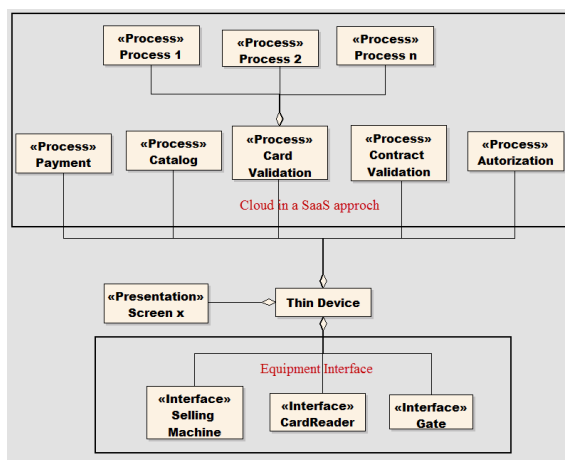 «Process»
Process 1
«Process»
Process 2
«Process»
Process n
«Process»
Payment
«Process»
Catalog
«Process»
Card
Validation
«Process»
Contract
Validation
«Process»
Autorization
Cloud in a SaaS approch
«Presentation»
Screen x
Thin Device
Equipment Interface
«Interface»
Selling
Machine
«Interface»
CardReader
«Interface»
Gate